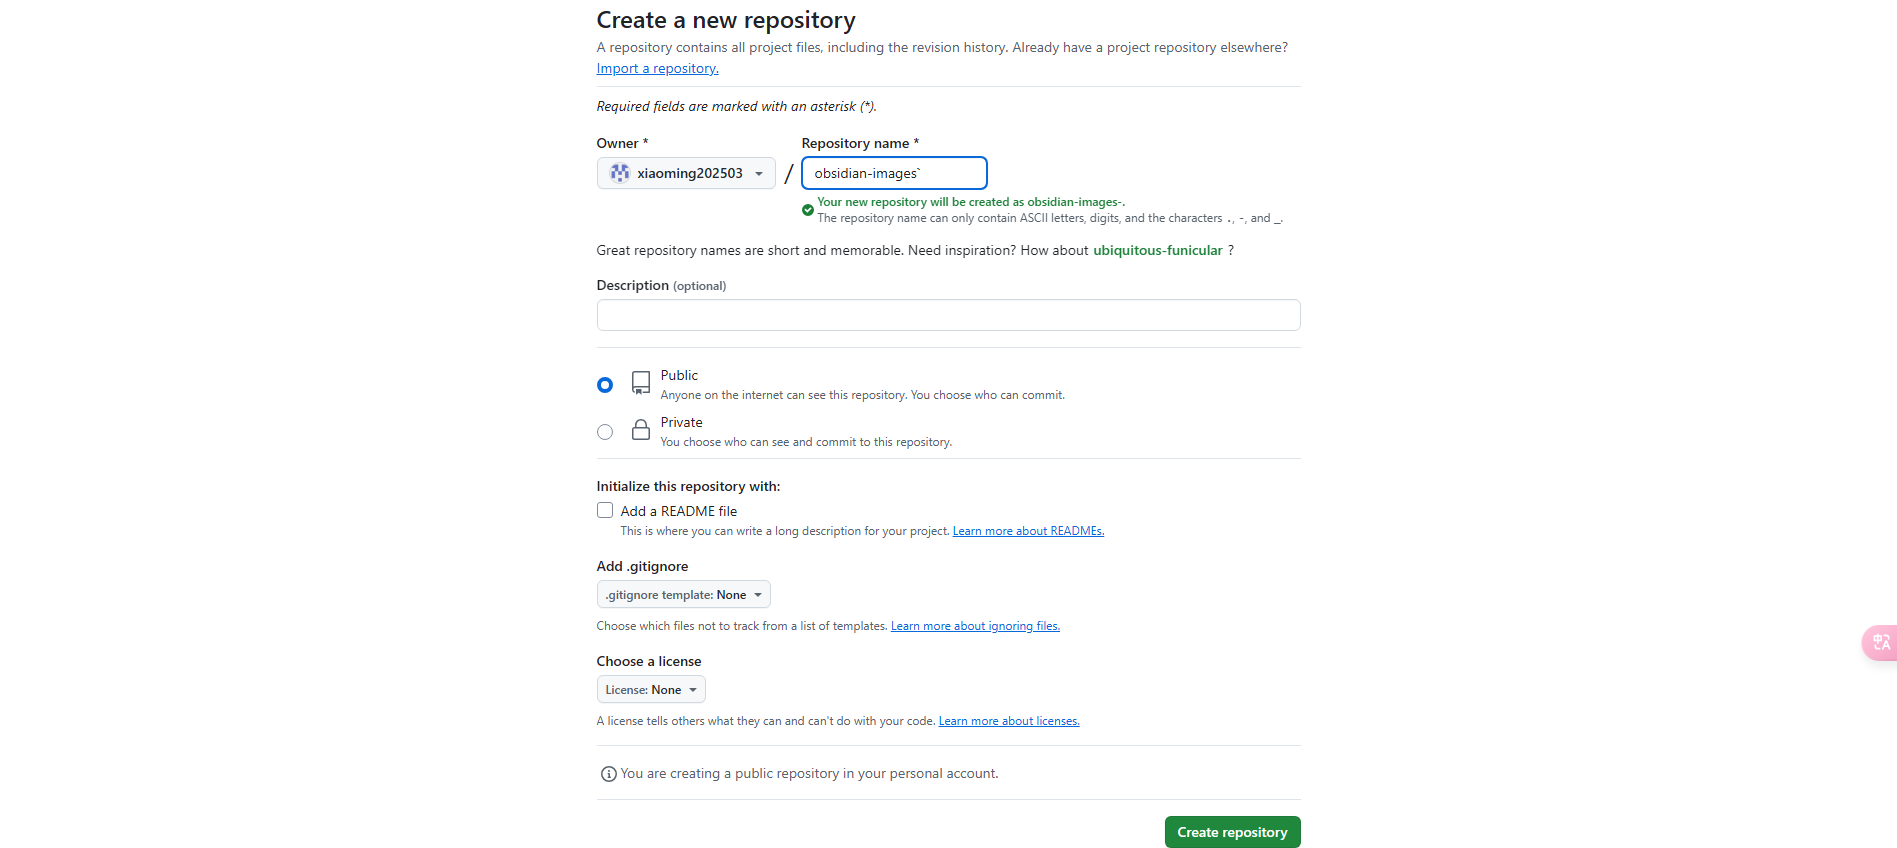 Create a new repository
A repository contains all project files, including the revision history. Already have a project repository elsewhere?
Import a repository.
Required fields are marked with an asterisk (*).
Owner *
Repository name *
xiaoming202503
/
obsidian-images`
Your new repository will be created as obsidian-images-.
The repository name can only contain ASCII letters, digits, and the characters ., -, and _.
Great repository names are short and memorable. Need inspiration? How about ubiquitous-funicular ?
Description (optional)
Public
Anyone on the internet can see this repository. You choose who can commit.
Private
You choose who can see and commit to this repository.
Initialize this repository with:
Add a README file
This is where you can write a long description for your project. Learn more about READMEs.
Add .gitignore
.gitignore template: None
Choose which files not to track from a list of templates. Learn more about ignoring files.
Choose a license
License: None
A license tells others what they can and can't do with your code. Learn more about licenses.
You are creating a public repository in your personal account.
Create repository
中
A